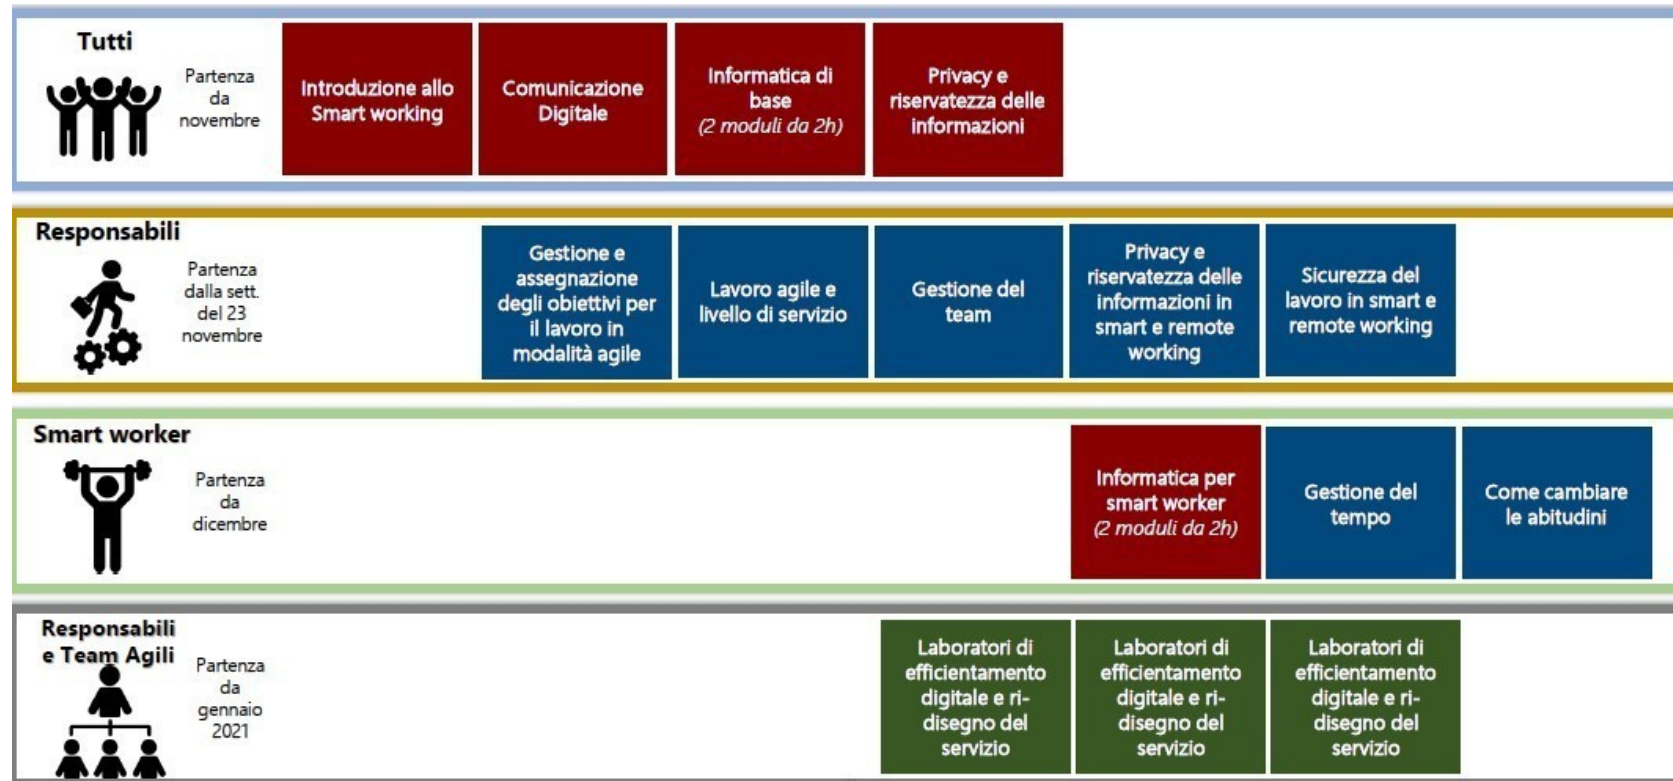 Tutti
Partenza
da
novembre
Introduzione allo
Smart working
Comunicazione
Digitale
Informatica di
base
(2 moduli da 2h)
Privacy e
riservatezza delle
informazioni
Responsabili
Partenza
dalla sett.
del 23
novembre
Gestione e
assegnazione
degli obiettivi per
il lavoro in
modalità agile
Lavoro agile e
livello di servizio
Gestione del
team
Privacy e
riservatezza delle
informazioni in
smart e remote
working
Sicurezza del
lavoro in smart e
remote working
Smart worker
Partenza
da
dicembre
Informatica per
smart worker
(2 moduli da 2h)
Gestione del
tempo
Come cambiare
le abitudini
Responsabili
e Team Agili
Partenza
da
gennaio
2021
Laboratori di
efficientamento
digitale e ri-
disegno del
servizio
Laboratori di
efficientamento
digitale e ri-
disegno del
servizio
Laboratori di
efficientamento
digitale e ri-
disegno del
servizio